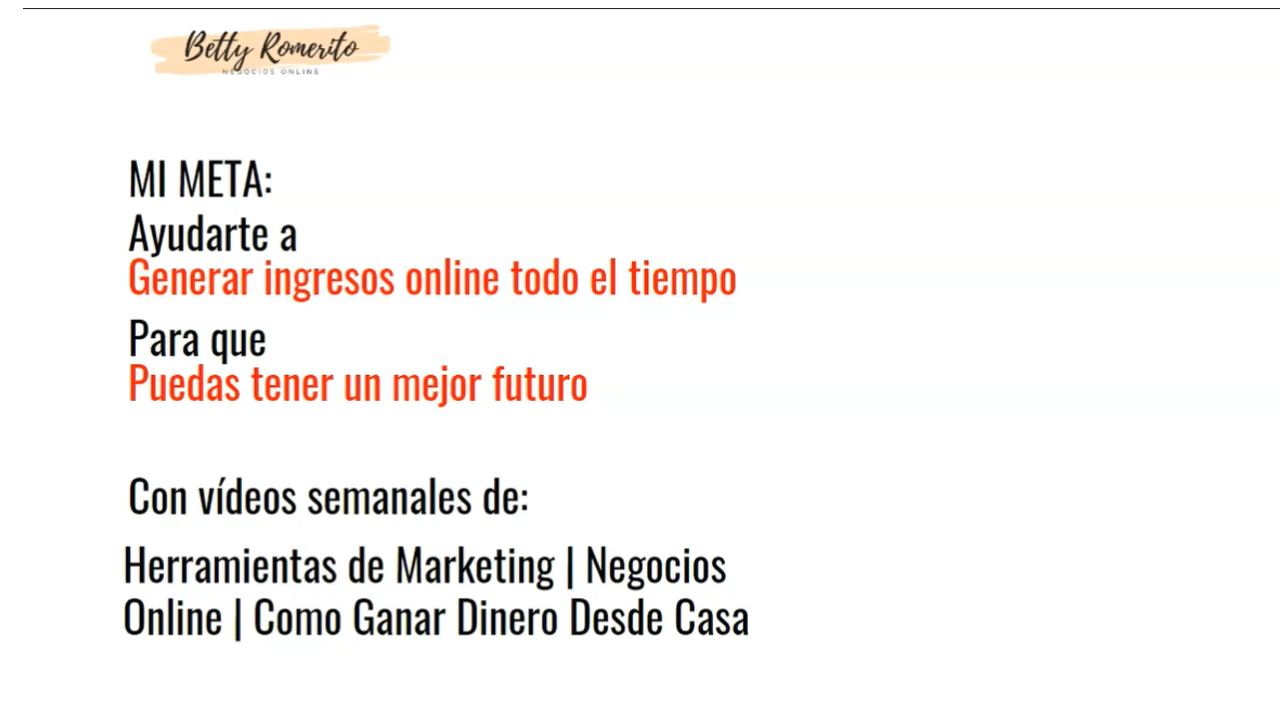 Betty Romerito
NEGOCIOS ONLINE
MI META:
Ayudarte a
Generar ingresos online todo el tiempo
Para que
Puedas tener un mejor futuro
Con vídeos semanales de:
Herramientas de Marketing | Negocios
Online | Como Ganar Dinero Desde Casa